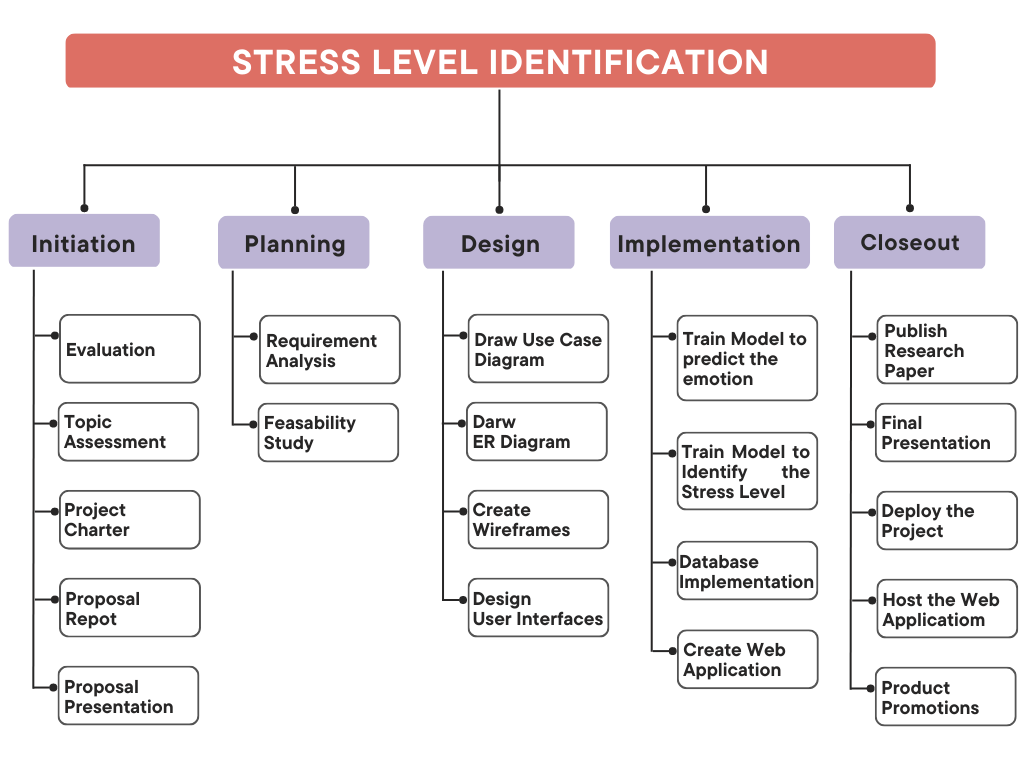 STRESS LEVEL IDENTIFICATION
Initiation
Planning
Design
Implementation
Closeout
Evaluation
Topic
Assessment
Project
Charter
Proposal
Repot
Proposal
Presentation
Requirement
Analysis
Feasability
Study
Draw Use Case
Diagram
Darw
ER Diagram
Create
Wireframes
Design
User Interfaces
Train Model to
predict the
emotion
Train Model to
Identify the
Stress Level
Database
Implementation
Create Web
Application
Publish
Research
Paper
Final
Presentation
Deploy the
Project
Host the Web
Applicatiom
Product
Promotions